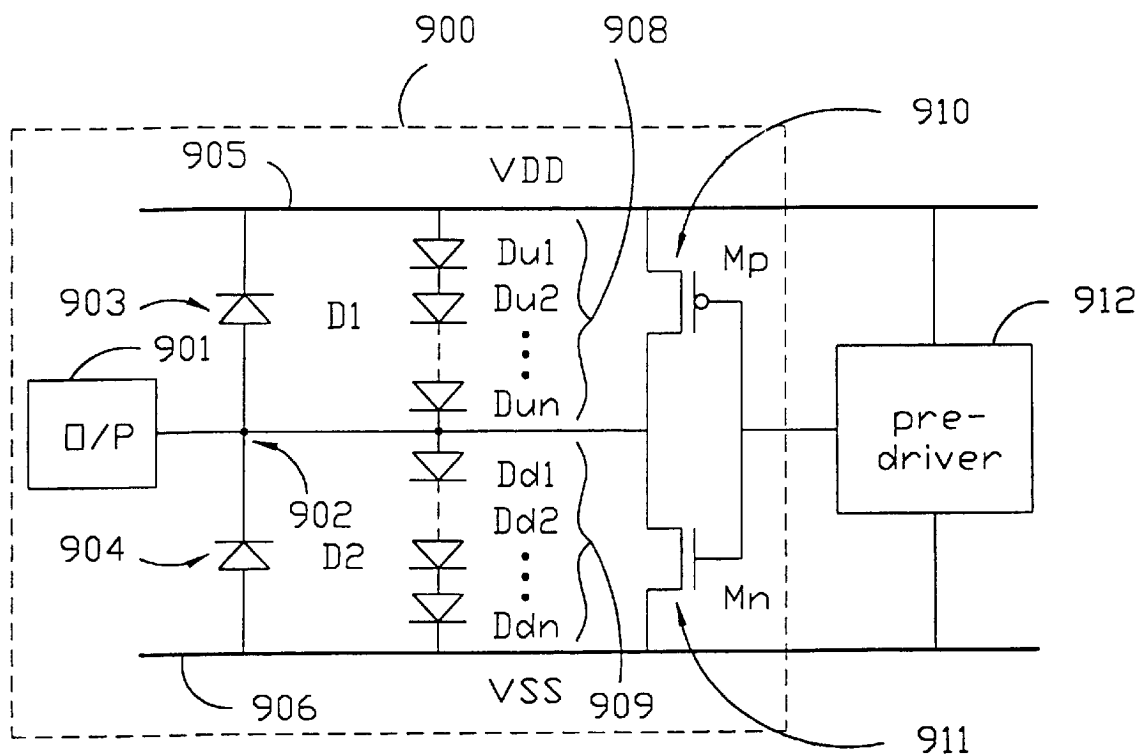 900
908
910
905
VDD
Du1
Mp
903
Du2
912
D1
901
Dun
O/P
pre-
driver
Dd1
902
Dd2
904
D2
Mn
Ddn
906
VSS
909
911